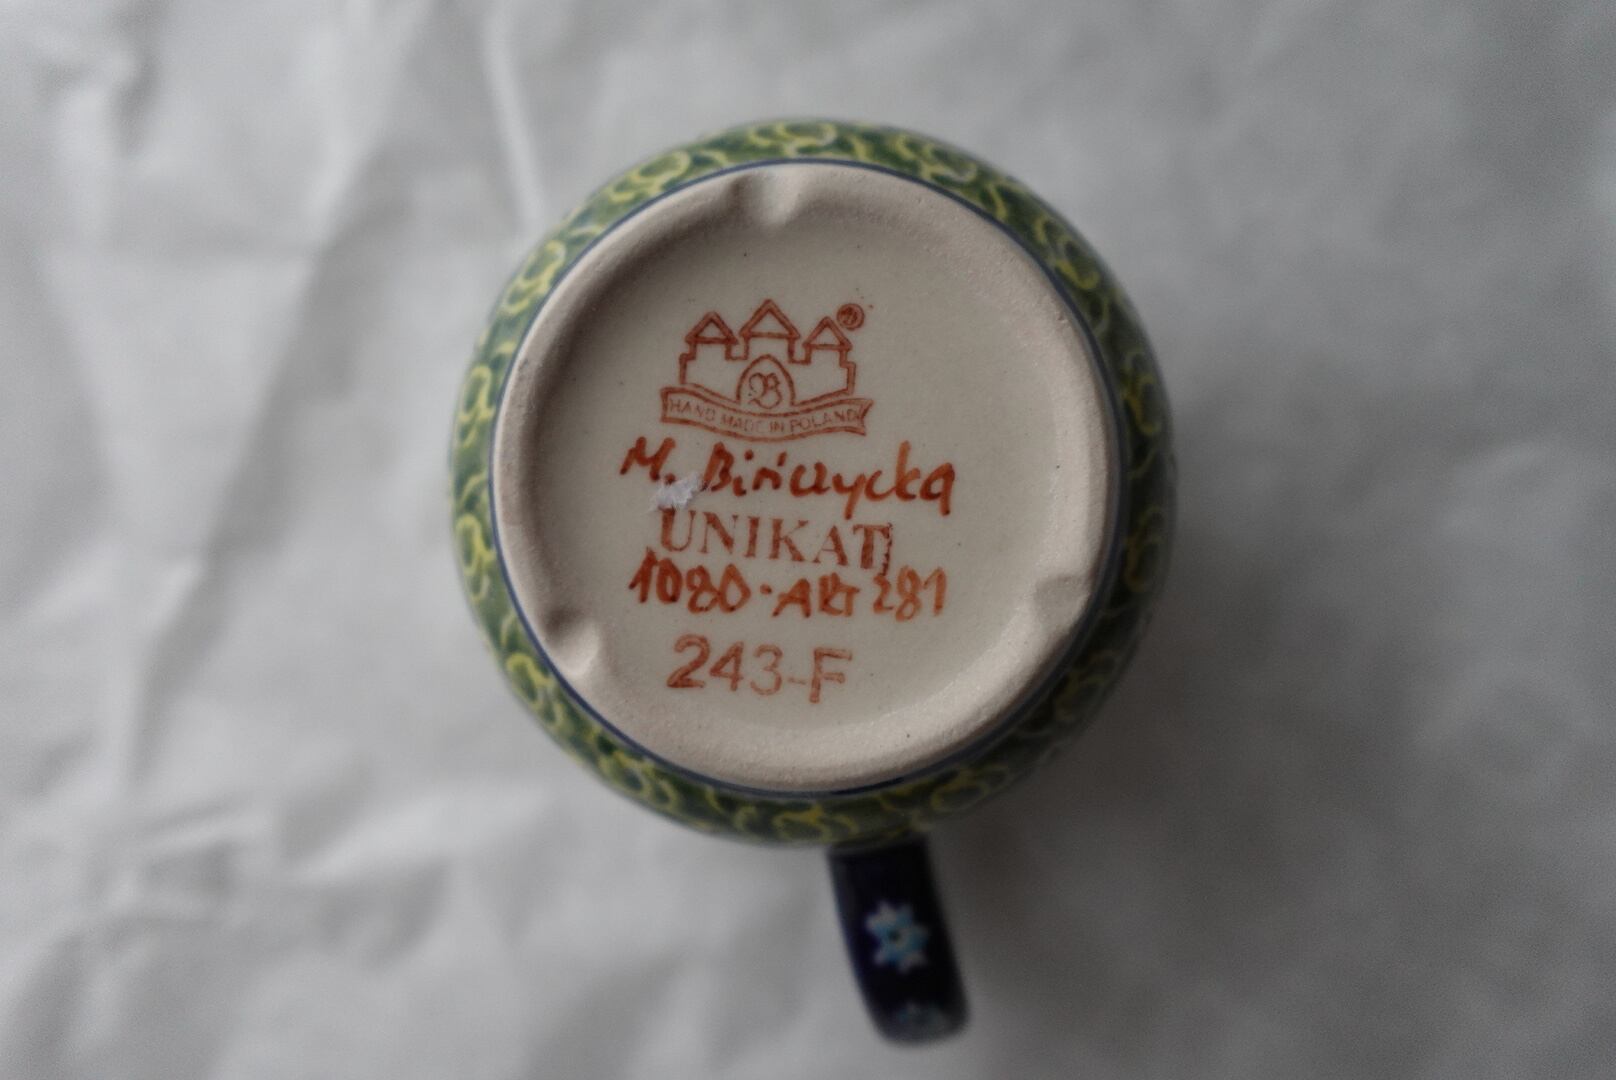 B
HAND MADE IN POLAND
M. Bińczycka
UNIKAT
1080-ART 281
243-F